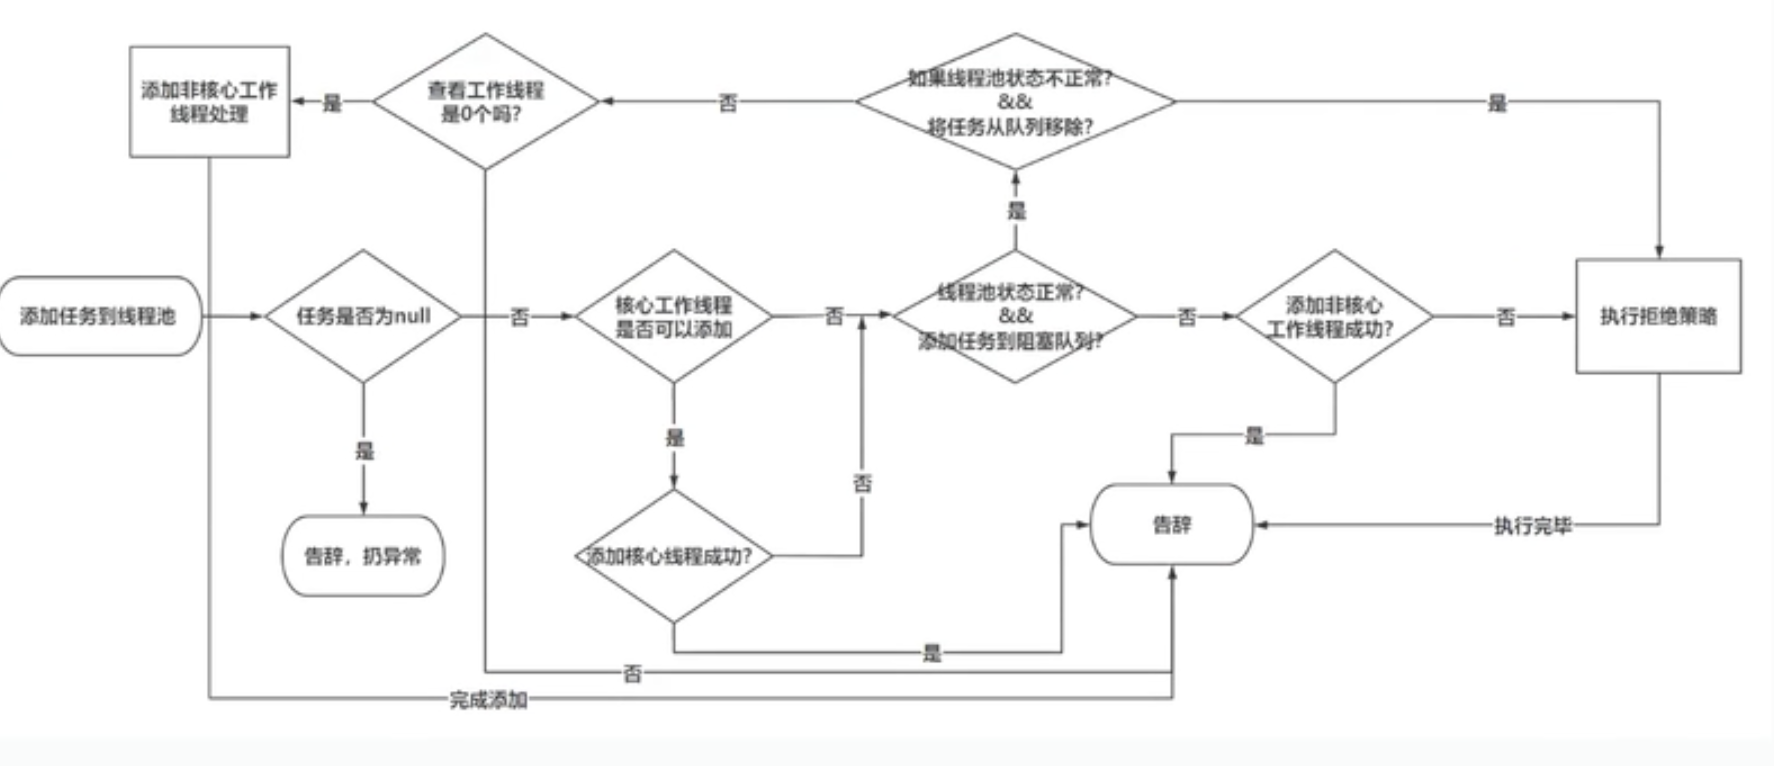 添加非核心工作
线程处理
是
查看工作线程
是0个吗?
否
如果线程池状态不正常?
&&
将任务从队列移除?
是
是
添加任务到线程池
任务是否为null
否
核心工作线程
是否可以添加
否
线程池状态正常?
&&
添加任务到阻塞队列?
否
添加非核心
工作线程成功?
否
执行拒绝策略
是
是
否
是
告辞，扔异常
添加核心线程成功?
告辞
执行完毕
是
否
完成添加